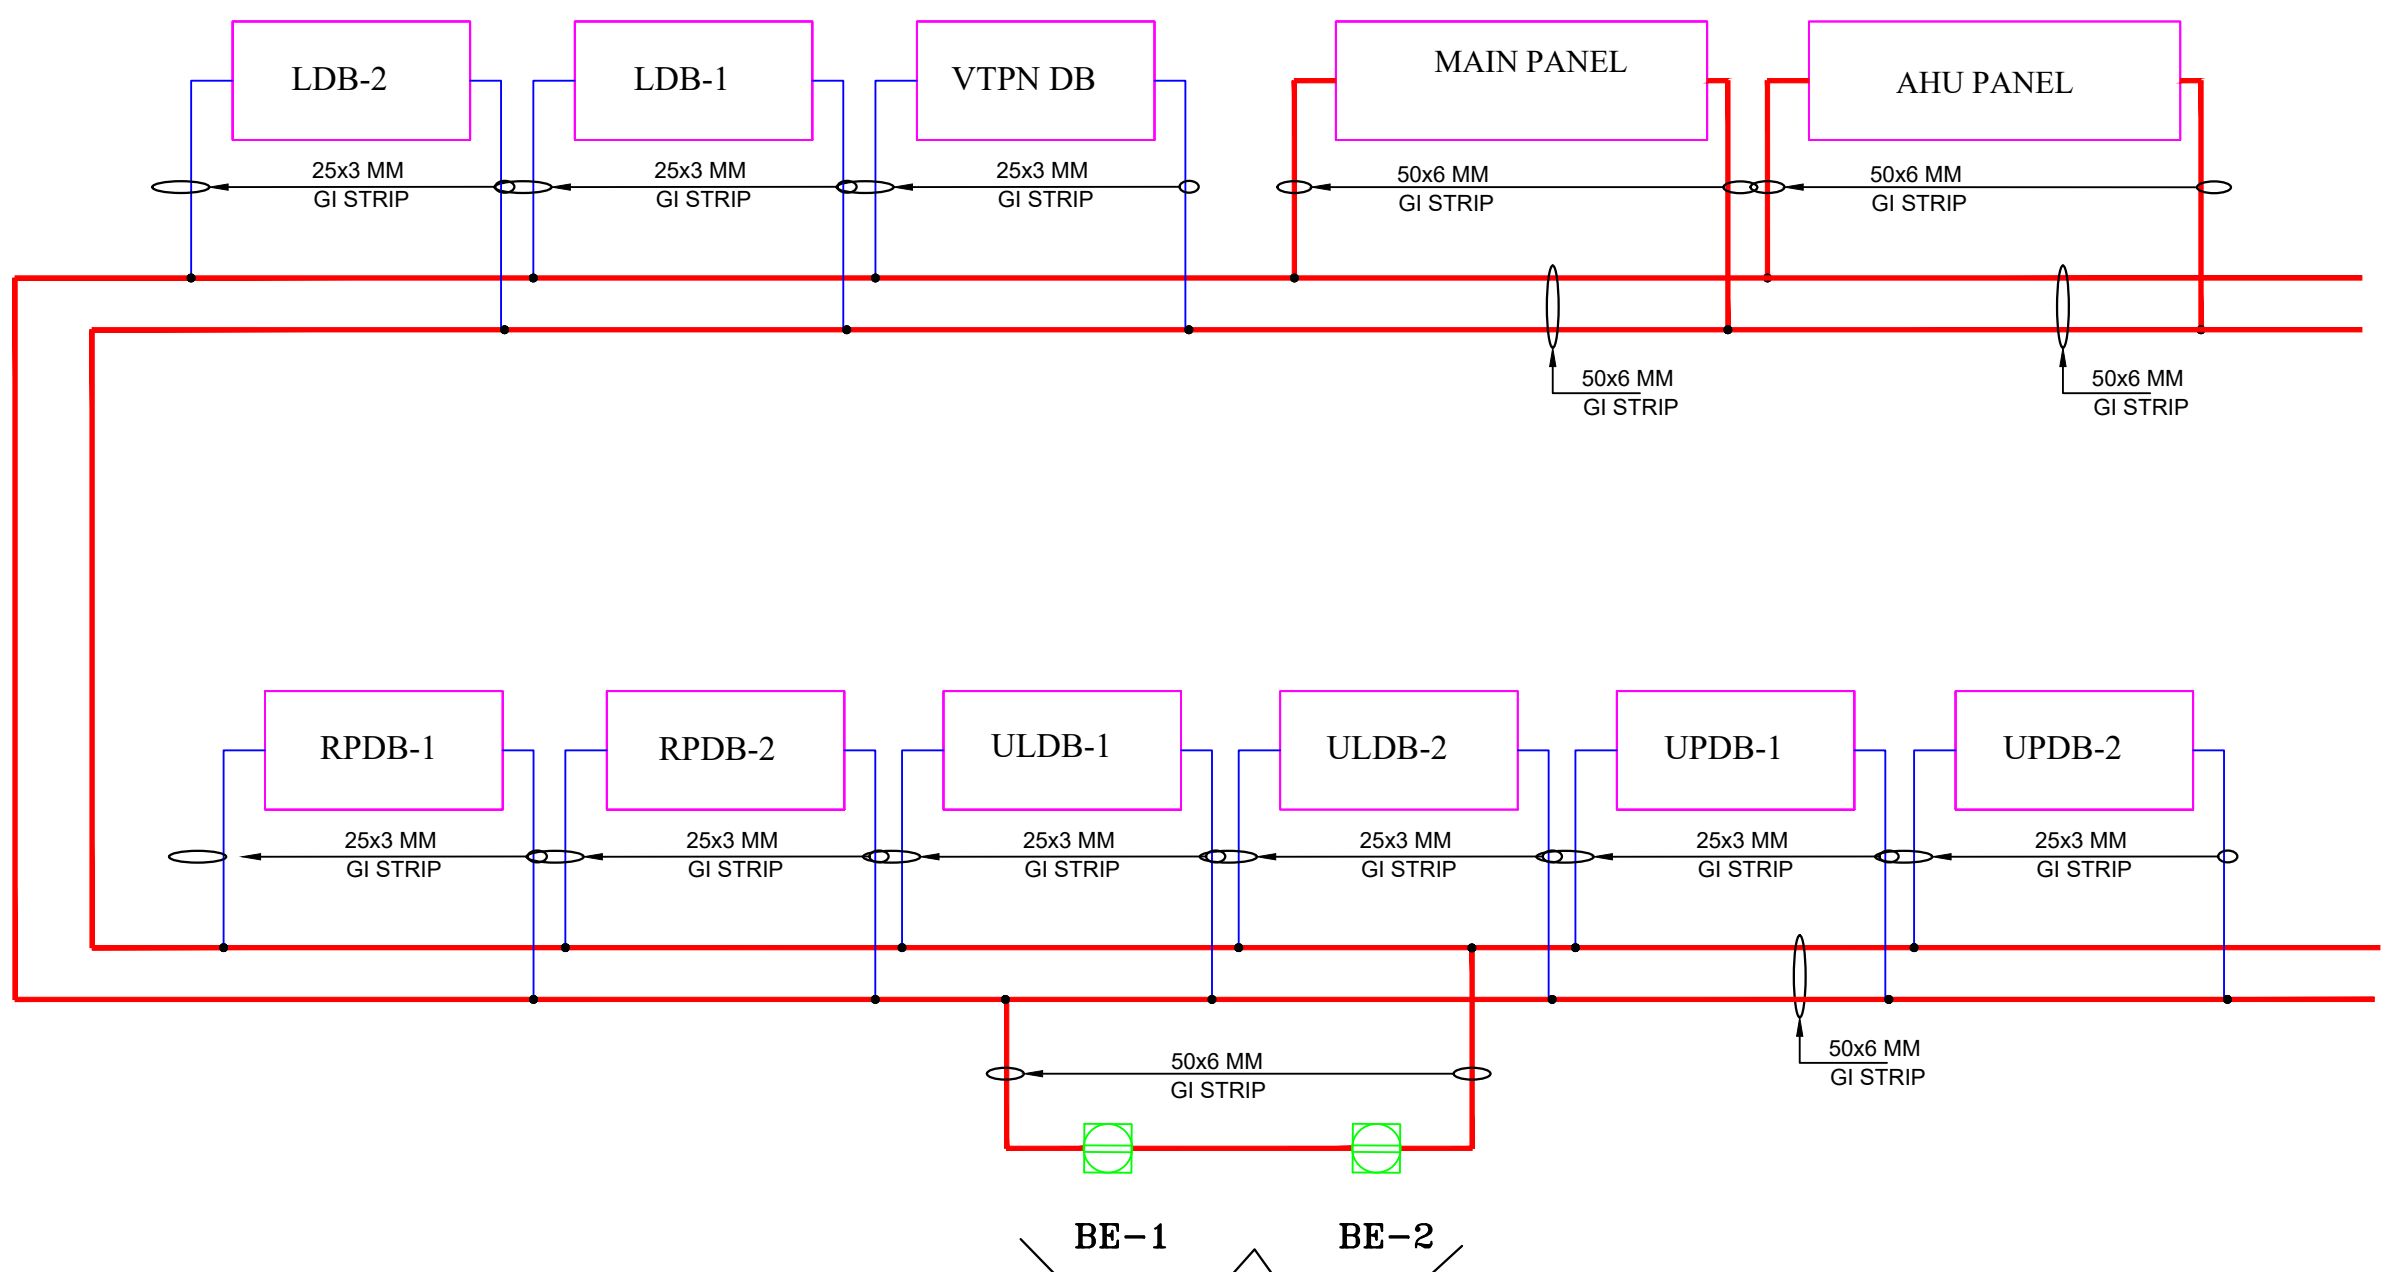 LDB-2
LDB-1
VTPN DB
MAIN PANEL
AHU PANEL
25x3 MM
GI STRIP
25x3 MM
GI STRIP
25x3 MM
GI STRIP
50x6 MM
GI STRIP
50x6 MM
GI STRIP
50x6 MM
GI STRIP
50x6 MM
GI STRIP
RPDB-1
RPDB-2
ULDB-1
ULDB-2
UPDB-1
UPDB-2
25x3 MM
GI STRIP
25x3 MM
GI STRIP
25x3 MM
GI STRIP
25x3 MM
GI STRIP
25x3 MM
GI STRIP
25x3 MM
GI STRIP
50x6 MM
GI STRIP
50x6 MM
GI STRIP
BE-1
BE-2